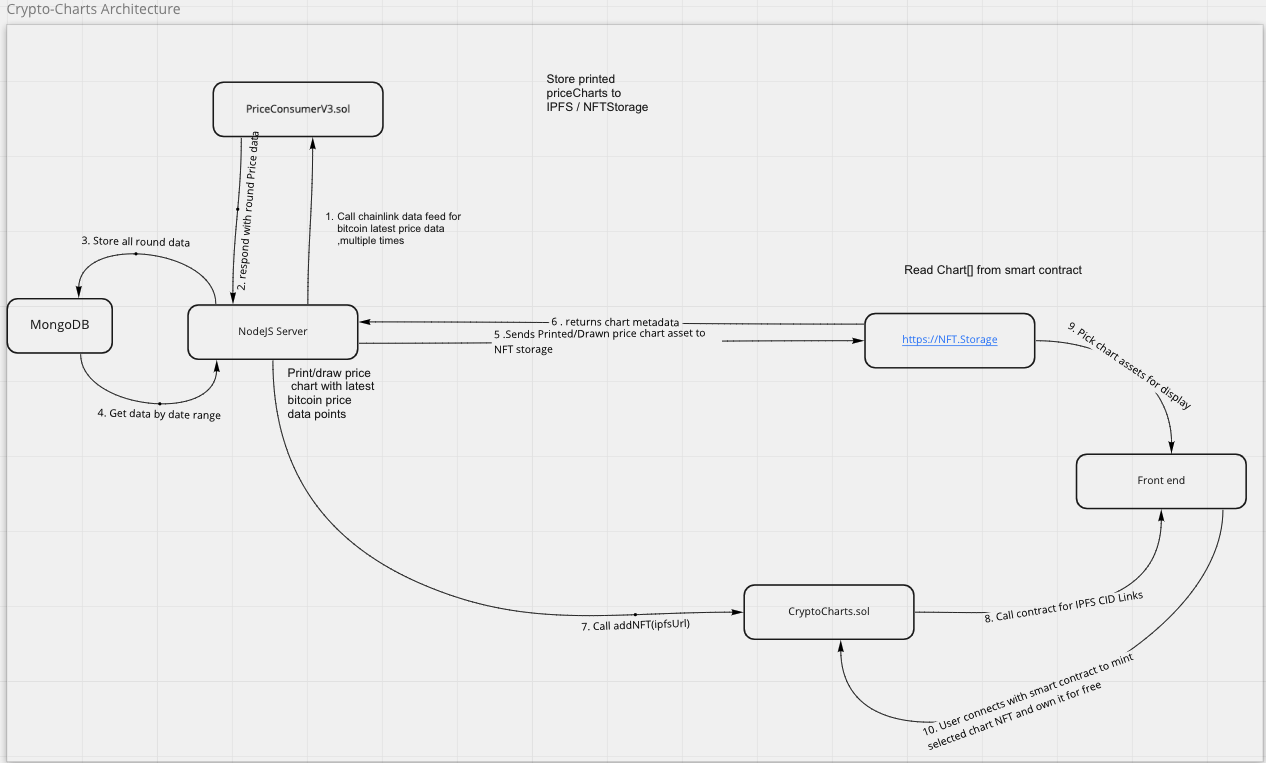 Crypto-Charts Architecture
Store printed
priceCharts to
IPFS / NFTStorage
PriceConsumerV3.sol
2. respond with round Price data
1. Call chainlink data feed for
bitcoin latest price data
,multiple times
3. Store all round data
Read Chart[] from smart contract
MongoDB
NodeJS Server
6 . returns chart metadata
5 .Sends Printed/Drawn price chart asset to
NFT storage
https://NFT.Storage
9. Pick chart assets for display
Print/draw price
chart with latest
bitcoin price
data points
4. Get data by date range
Front end
CryptoCharts.sol
8. Call contract for IPFS CID Links
7. Call addNFT(ipfsUrl)
10. User connects with smart contract to mint
selected chart NFT and own it for free